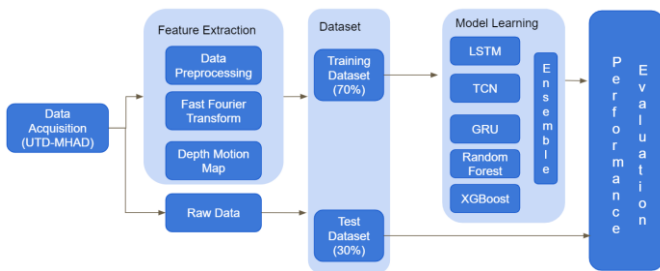 Feature Extraction
Dataset
Model Learning
Data
Preprocessing
Fast Fourier
Transform
Depth Motion
Map
Data
Acquisition
(UTD-MHAD)
Raw Data
Training
Dataset
(70%)
Test
Dataset
(30%)
LSTM
TCN
GRU
Random
Forest
XGBoost
Ensemble
Performance
Evaluation